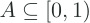 A ⊆ [0, 1)